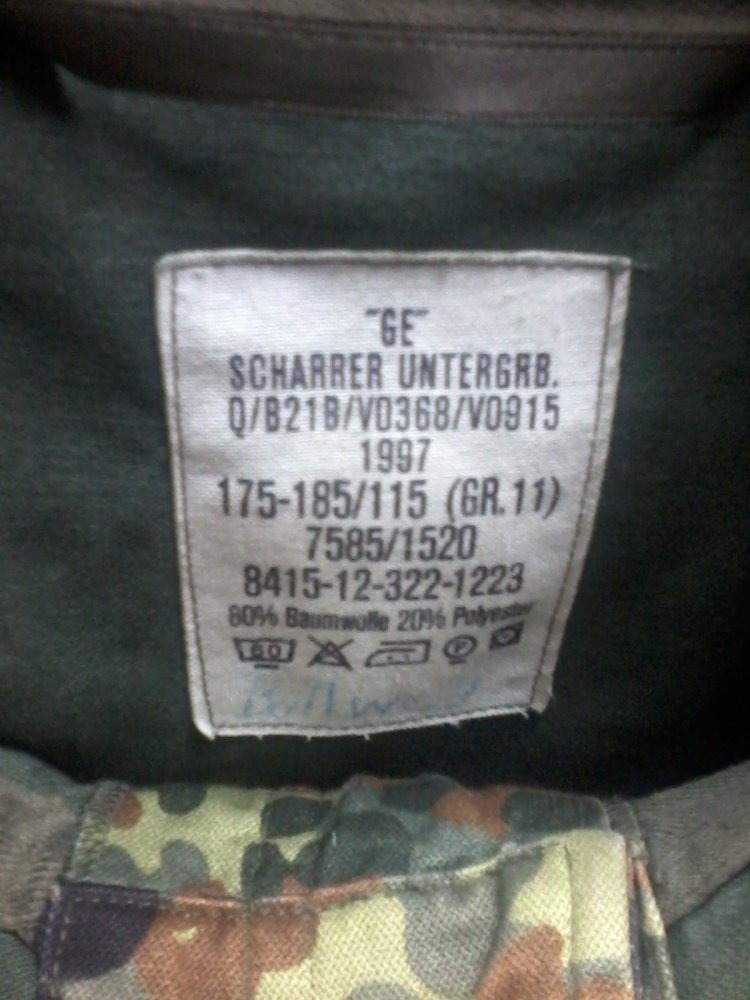 "GE"
SCHARRER UNTERGRB.
Q/B21B/V0368/V0915
1997
175-185/115 (GR.11)
7585/1520
8415-12-322-1223
80% Baumwolle 20% Polyester
60 P